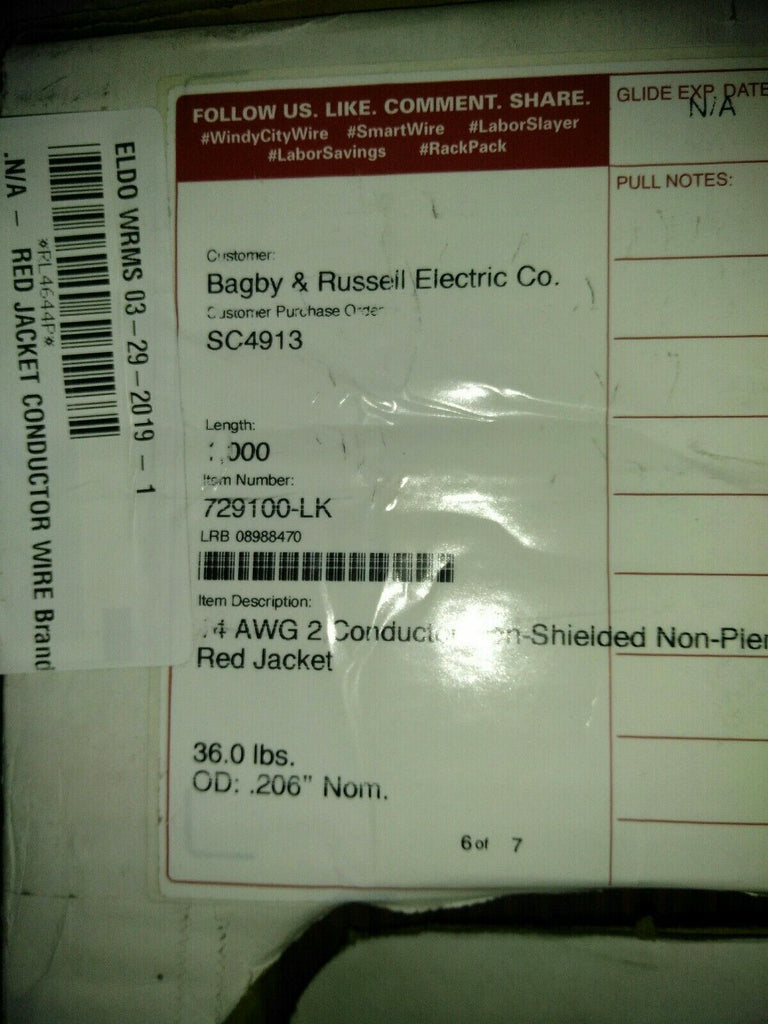 FOLLOW US. LIKE. COMMENT. SHARE.
#WindyCityWire #SmartWire #LaborSlayer
#LaborSavings #RackPack
GLIDE EXP. DATE
N/A
PULL NOTES:
Customer:
Bagby & Russell Electric Co.
Customer Purchase Order
SC4913
Length:
1,000
Item Number:
729100-LK
LRB 08988470
Item Description:
14 AWG 2 Non-Shielded
Red Jacket
36.0 lbs.
OD: .206" Nom.
6 of 7
ELDO WRMS 03-29-2019 - 1
*PL4644P*
.N/A - RED JACKET CONDUCTOR WIRE Brand